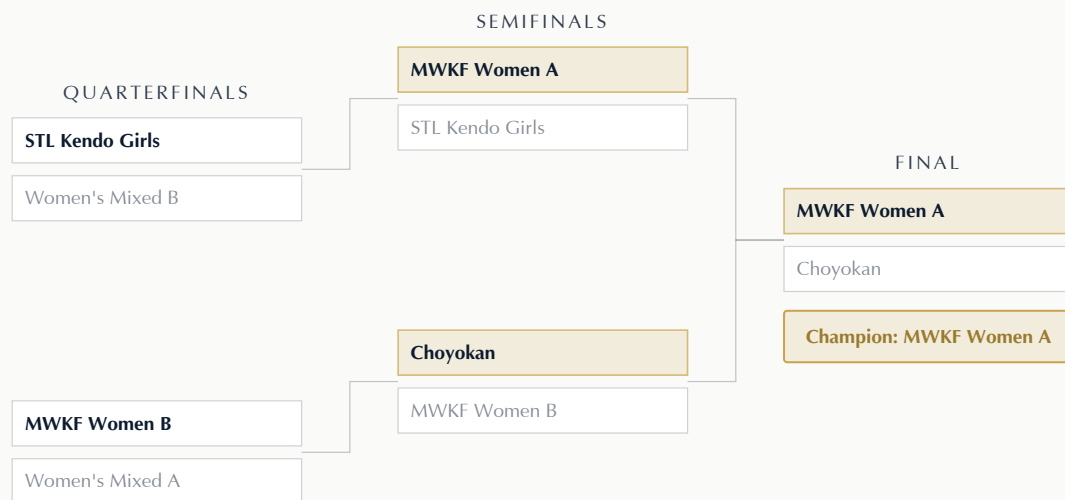 QUARTERFINALS
STL Kendo Girls
Women's Mixed B
MWKF Women B
Women's Mixed A
SEMIFINALS
MWKF Women A
STL Kendo Girls
Choyokan
MWKF Women B
FINAL
MWKF Women A
Choyokan
Champion: MWKF Women A